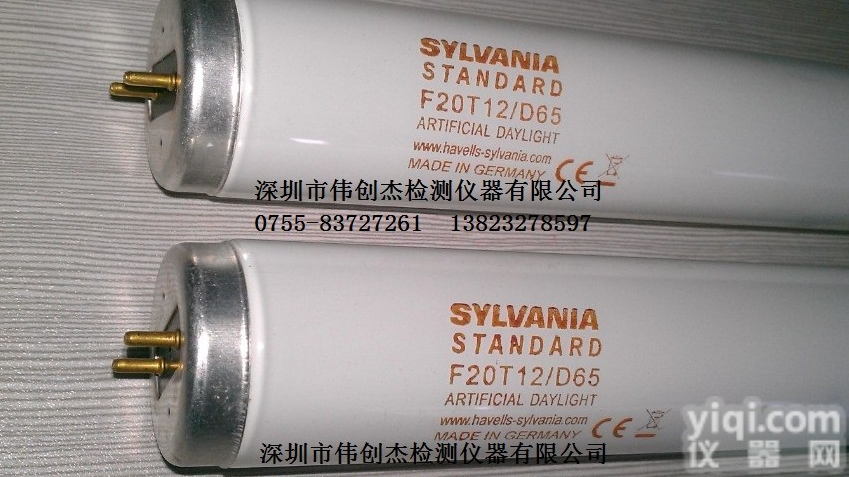 SYLVANIA
STANDARD
F20T12/D65
ARTIFICIAL DAYLIGHT
www.havells-sylvania.com
MADE IN GERMANY CE
深圳市伟创杰检测仪器有限公司
0755-83727261 13823278597
SYLVANIA
STANDARD
F20T12/D65
ARTIFICIAL DAYLIGHT
www.havells-sylvania.com
MADE IN GERMANY CE
深圳市伟创杰检测仪器有限公司
yiqi.com
仪器网